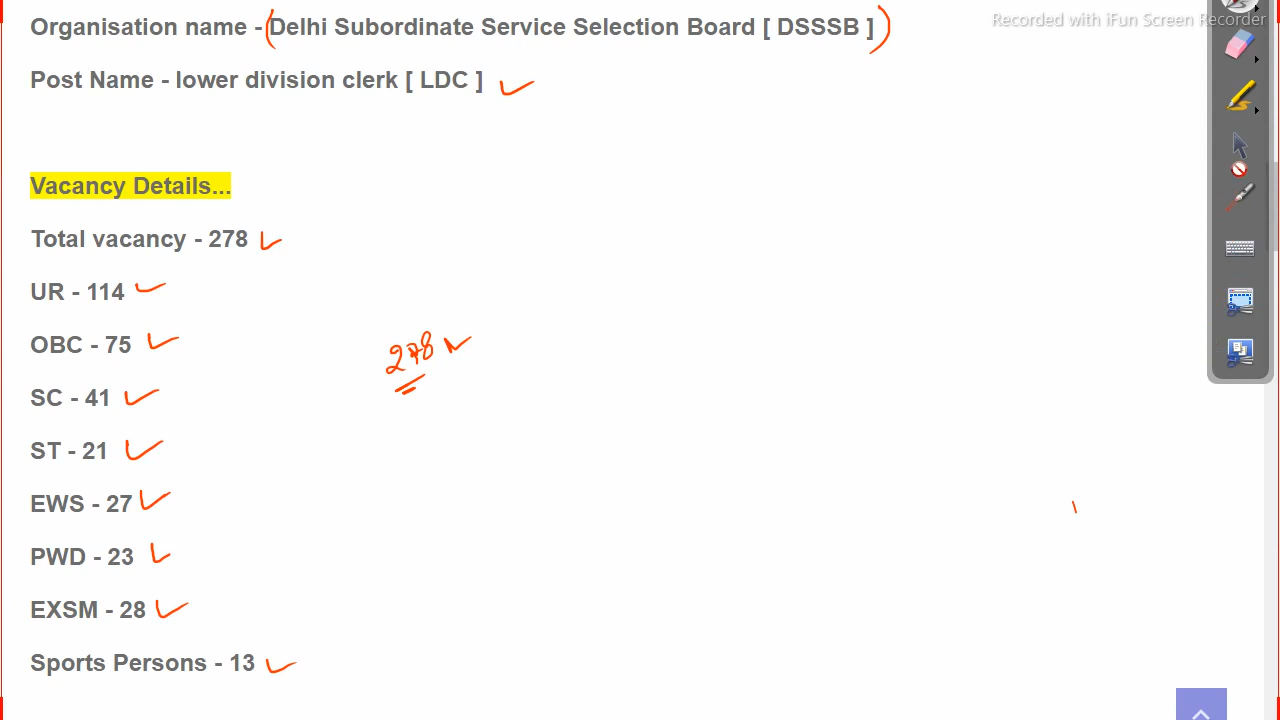 Organisation name - Delhi Subordinate Service Selection Board [ DSSSB ]
Recorded with iFun Screen Recorder
Post Name - lower division clerk [ LDC ]
Vacancy Details...
Total vacancy - 278
UR - 114
OBC - 75
278
SC - 41
ST - 21
EWS - 27
PWD - 23
EXSM - 28
Sports Persons - 13